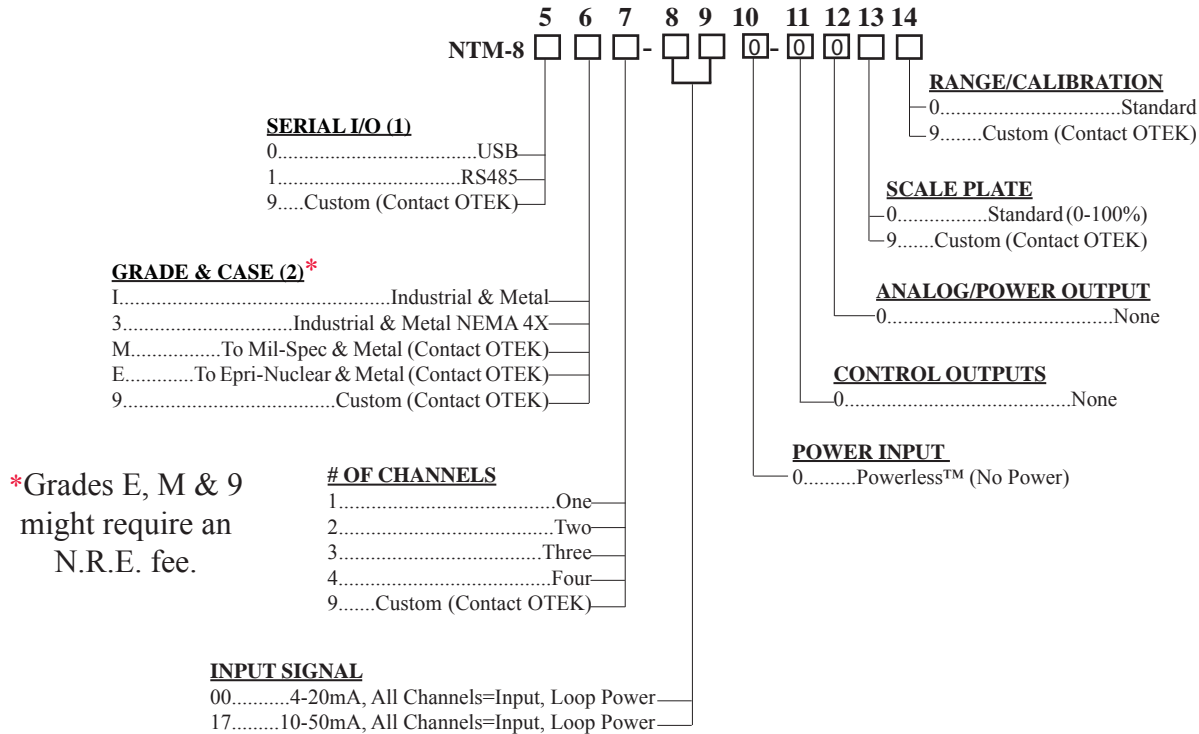 5 6 7 8 9 10 11 12 13 14
NTM-8 - 0 - 0 0
RANGE/CALIBRATION
0..............................Standard
9........Custom (Contact OTEK)
SERIAL I/O (1)
0....................................USB
1.................................RS485
9.....Custom (Contact OTEK)
SCALE PLATE
0................Standard (0-100%)
9.......Custom (Contact OTEK)
GRADE & CASE (2)*
I..............................................Industrial & Metal
3.............................Industrial & Metal NEMA 4X
M.................To Mil-Spec & Metal (Contact OTEK)
E............To Epri-Nuclear & Metal (Contact OTEK)
9.....................................Custom (Contact OTEK)
ANALOG/POWER OUTPUT
0.......................................None
CONTROL OUTPUTS
0.......................................None
POWER INPUT
0..........Powerless™ (No Power)
*Grades E, M & 9
might require an
N.R.E. fee.
# OF CHANNELS
1.......................................One
2......................................Two
3....................................Three
4.....................................Four
9.......Custom (Contact OTEK)
INPUT SIGNAL
00...........4-20mA, All Channels=Input, Loop Power
17.........10-50mA, All Channels=Input, Loop Power